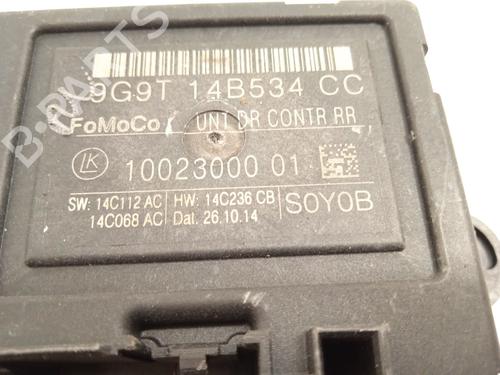 9G9T 14B534 CC
FoMoCo UNT DR CONTR RR
LK
10023000 01
SW: 14C112 AC HW: 14C236 CB
14C068 AC Dat. 26.10.14
S0Y0B
B-PARTS